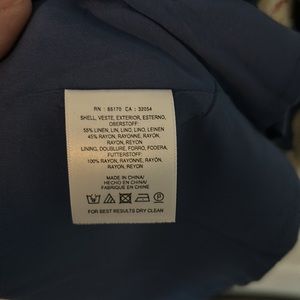 RN : 85170 CA : 32054
SHELL, VESTE, EXTERIOR, ESTERNO,
OBERSTOFF:
55% LINEN, LIN, LINO, LINO, LEINEN
45% RAYON, RAYONNE, RAYON,
RAYON, REYON
LINING, DOUBLURE, FORRO, FODERA,
FUTTERSTOFF:
100% RAYON, RAYONNE, RAYON,
RAYON, REYON
MADE IN CHINA/
HECHO EN CHINA/
FABRIQUE EN CHINE
FOR BEST RESULTS DRY CLEAN